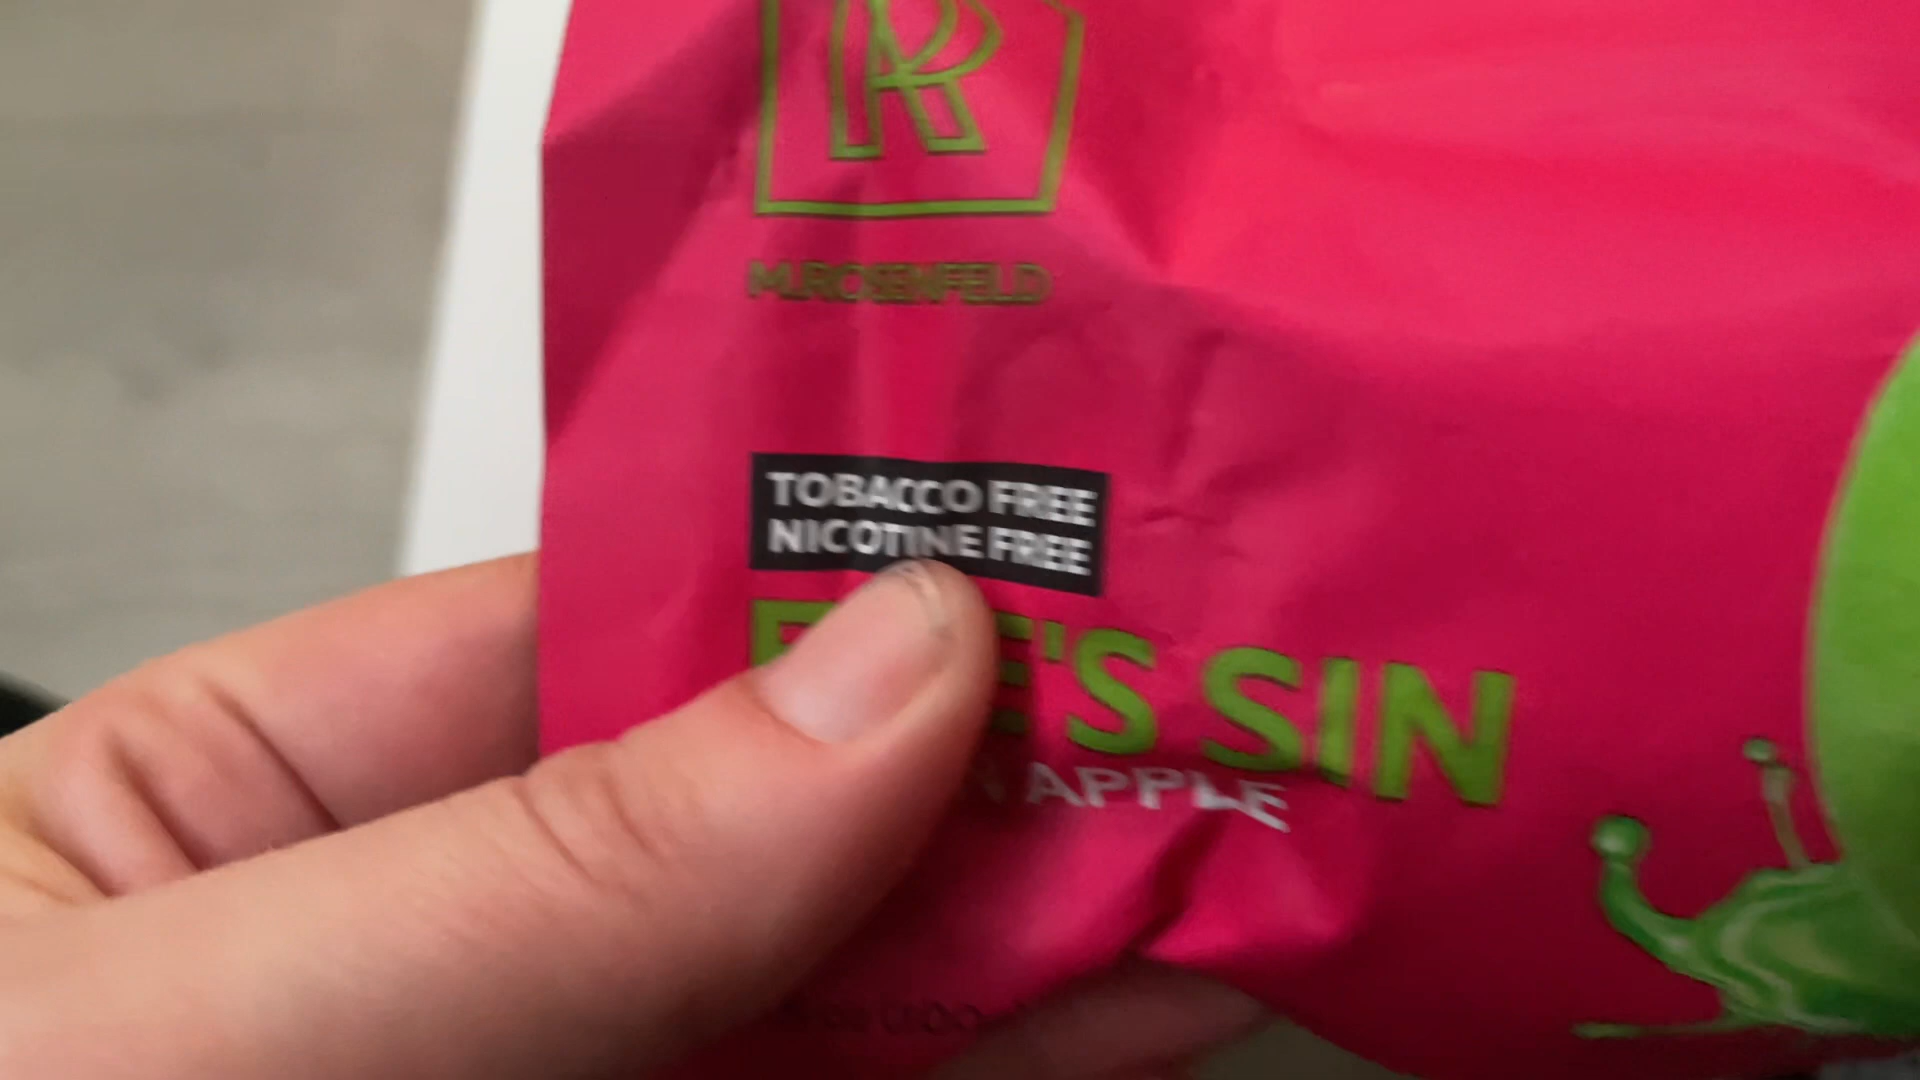 R
M.ROSENFELD
TOBACCO FREE
NICOTINE FREE
'S SIN
APPLE